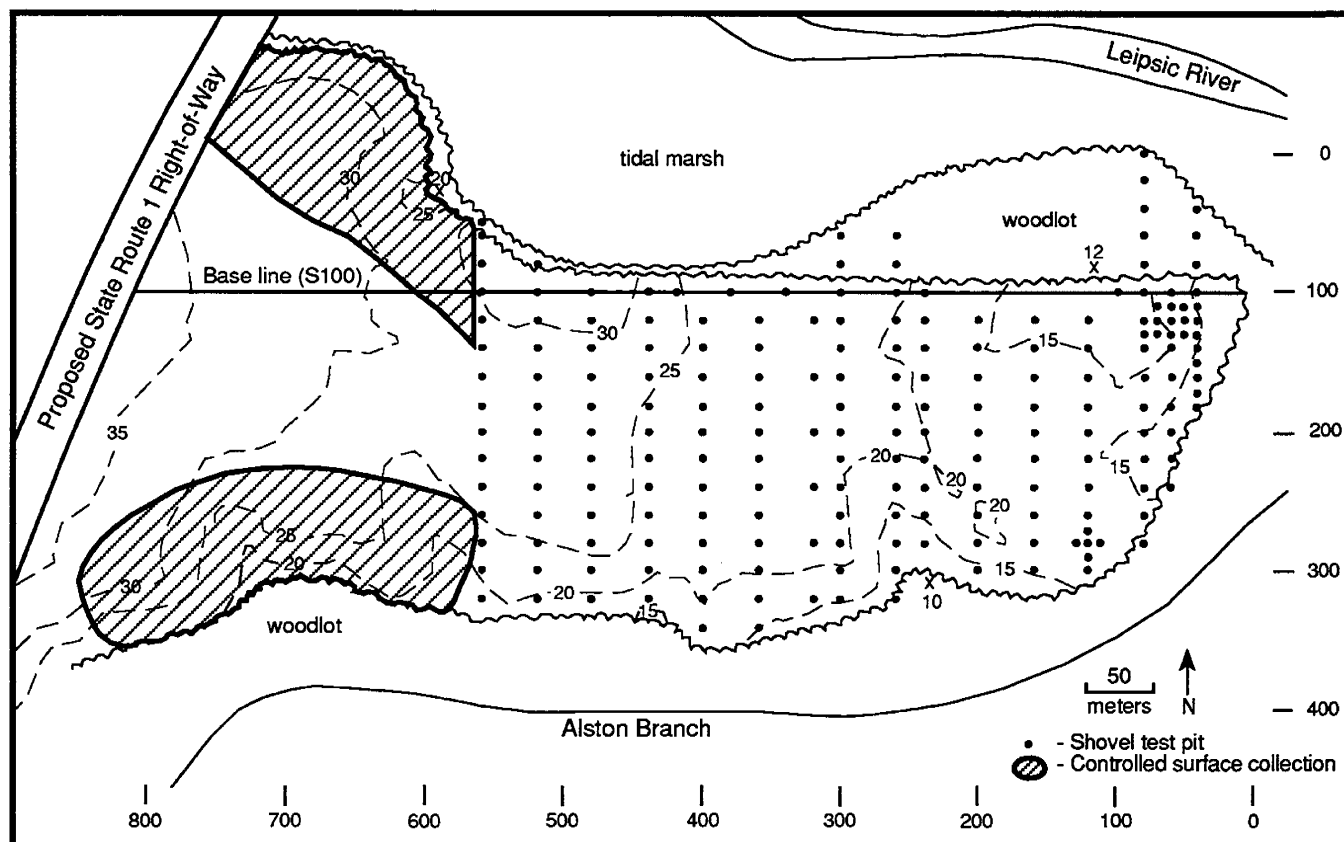 Leipsic River
tidal marsh
Proposed State Route 1 Right-of-Way
0
30
20
25
woodlot
12
x
Base line (S100)
100
30
15
25
35
200
20
15
20
20
25
20
15
300
30
20
15
x
10
woodlot
50
meters
N
400
Alston Branch
- Shovel test pit
- Controlled surface collection
800 700 600 500 400 300 200 100 0